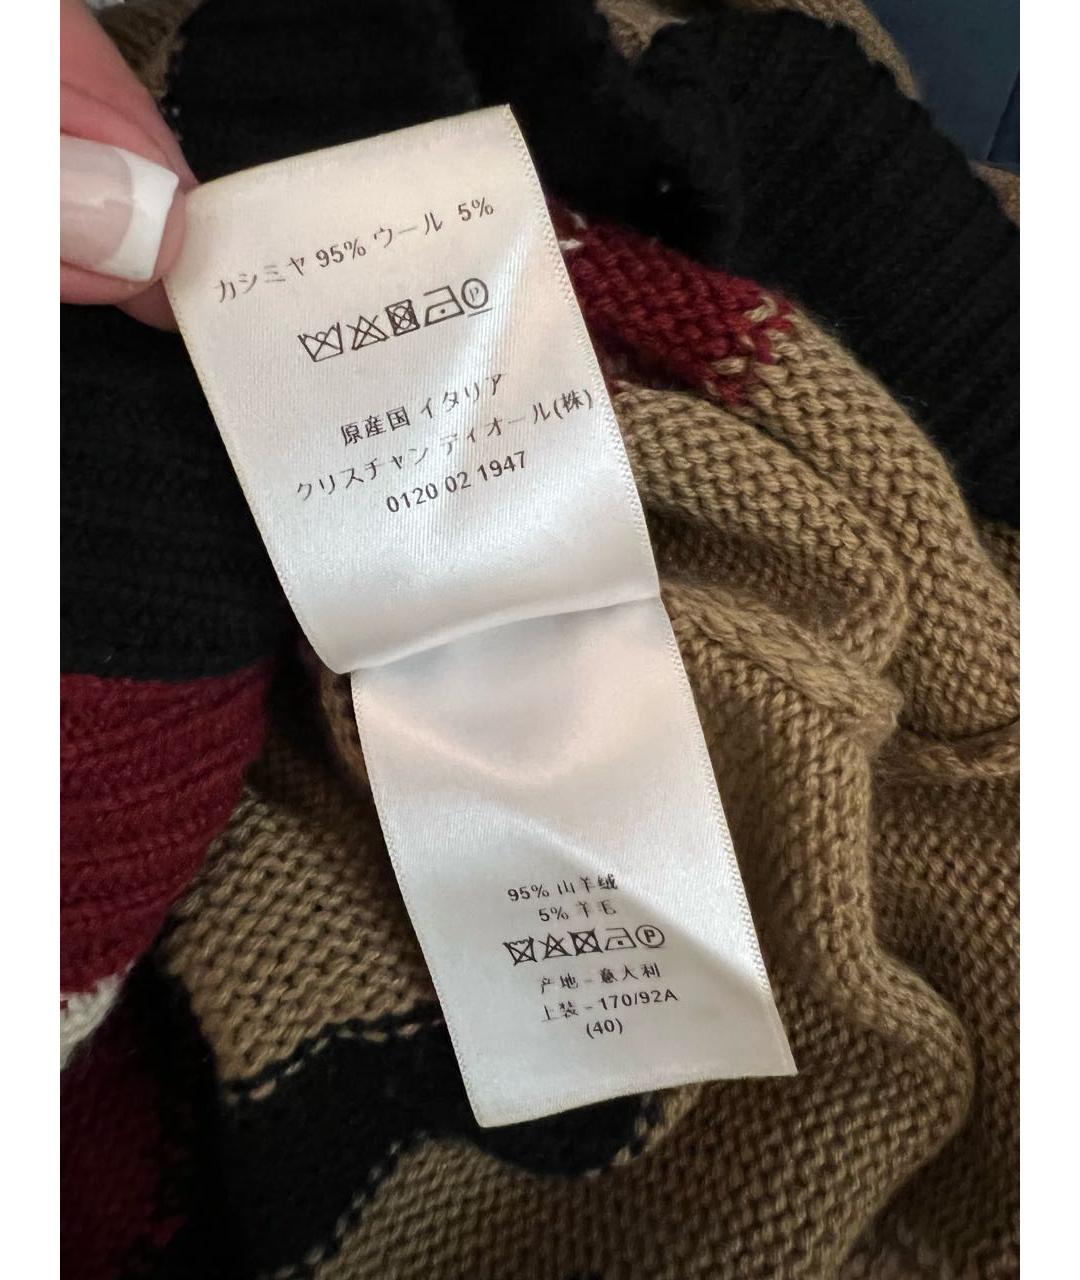 カシミヤ 95% ウール 5%
P
原産国 イタリア
クリスチャン ディオール(株)
0120 02 1947
95% 山羊绒
5% 羊毛
P
产地 - 意大利
上装 - 170/92A
(40)